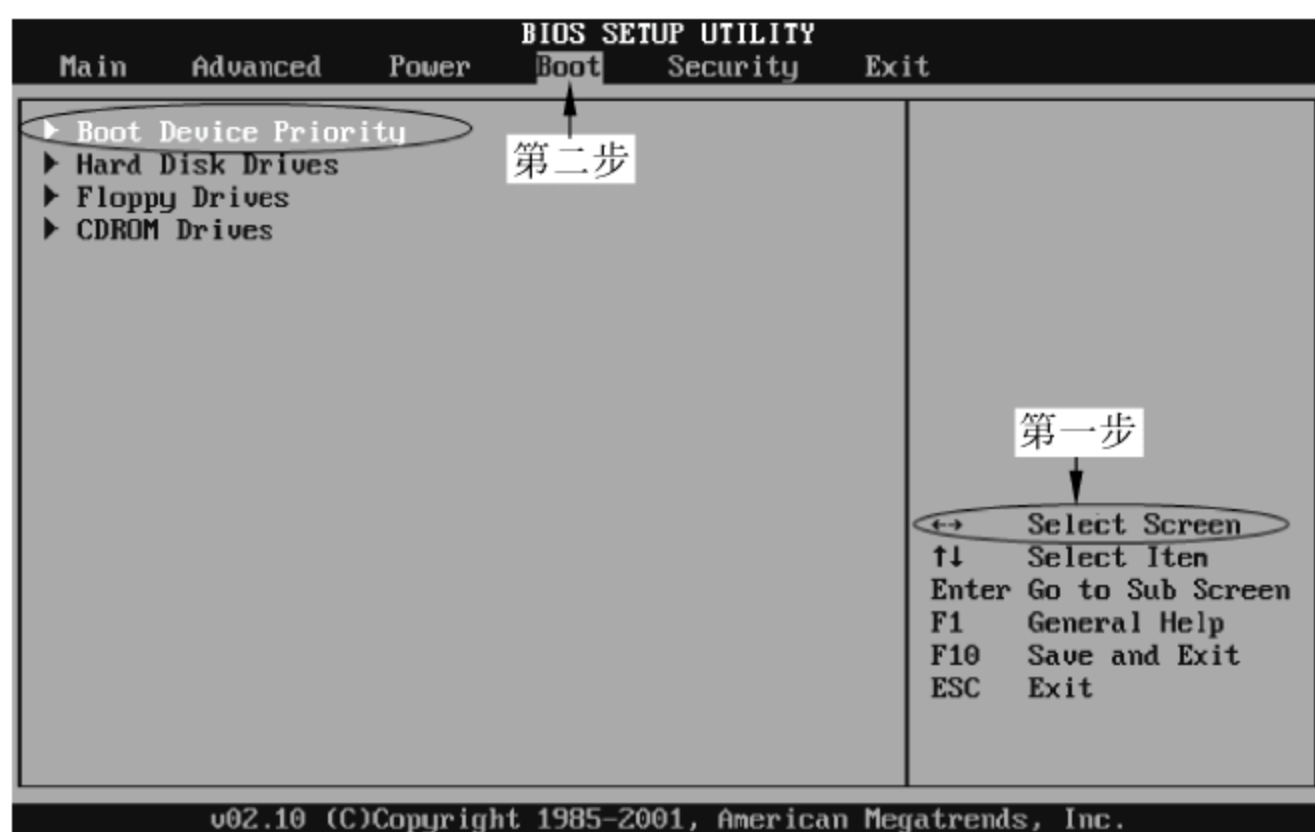 BIOS SETUP UTILITY
Main Advanced Power Boot Security Exit
Boot Device Priority
Hard Disk Drives
Floppy Drives
CDROM Drives
第二步
第一步
←→ Select Screen
↑↓ Select Item
Enter Go to Sub Screen
F1 General Help
F10 Save and Exit
ESC Exit
v02.10 (C)Copyright 1985-2001, American Megatrends, Inc.